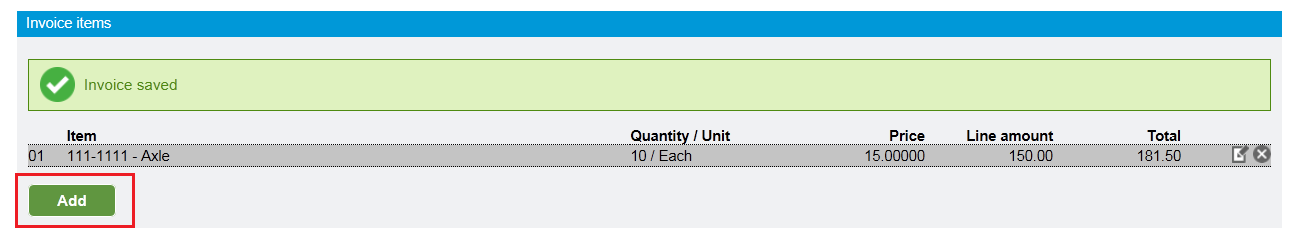 Invoice items
Invoice saved
Item Quantity / Unit Price Line amount Total
01 111-1111 - Axle 10 / Each 15.00000 150.00 181.50
Add